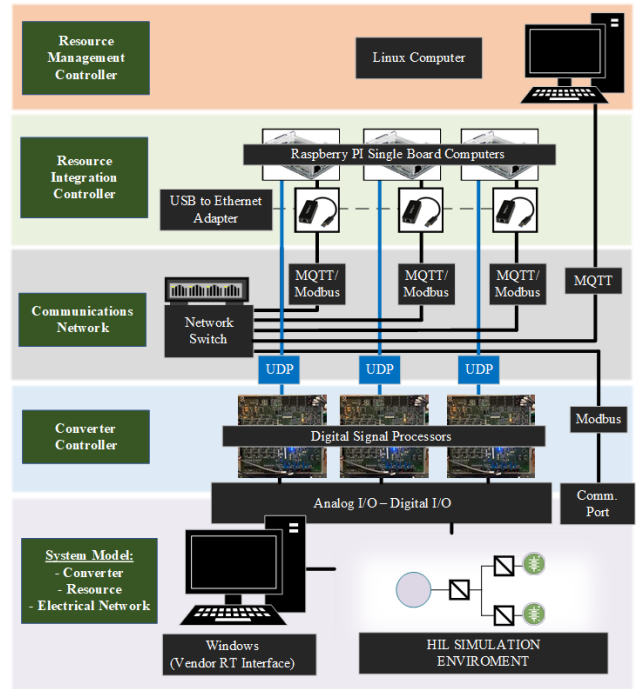 Resource
Management
Controller
Linux Computer
Resource
Integration
Controller
Raspberry PI Single Board Computers
USB to Ethernet
Adapter
Communications
Network
Network
Switch
MQTT/
Modbus
MQTT/
Modbus
MQTT/
Modbus
MQTT
UDP
UDP
UDP
Converter
Controller
Digital Signal Processors
Modbus
Analog I/O – Digital I/O
Comm.
Port
System Model:
- Converter
- Resource
- Electrical Network
Windows
(Vendor RT Interface)
HIL SIMULATION
ENVIROMENT